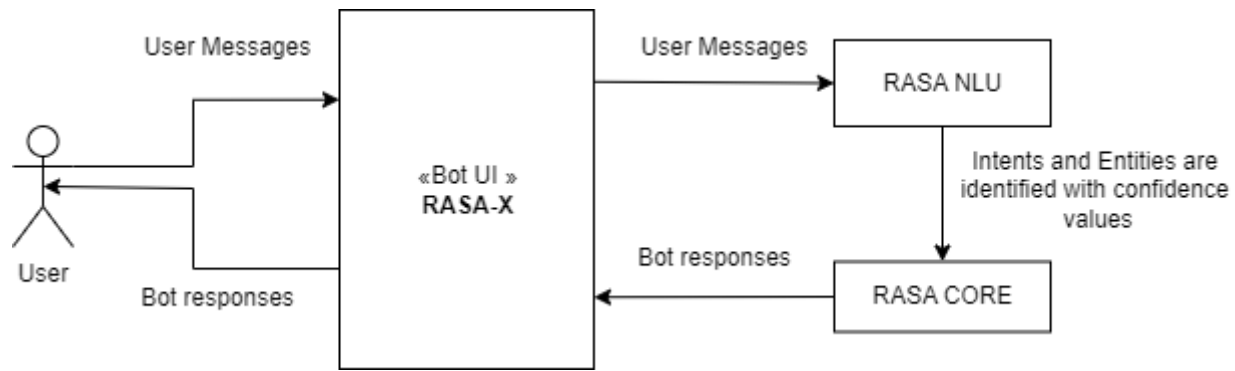 User Messages
User Messages
RASA NLU
«Bot UI »
RASA-X
Intents and Entities are
identified with confidence
values
User
Bot responses
Bot responses
RASA CORE